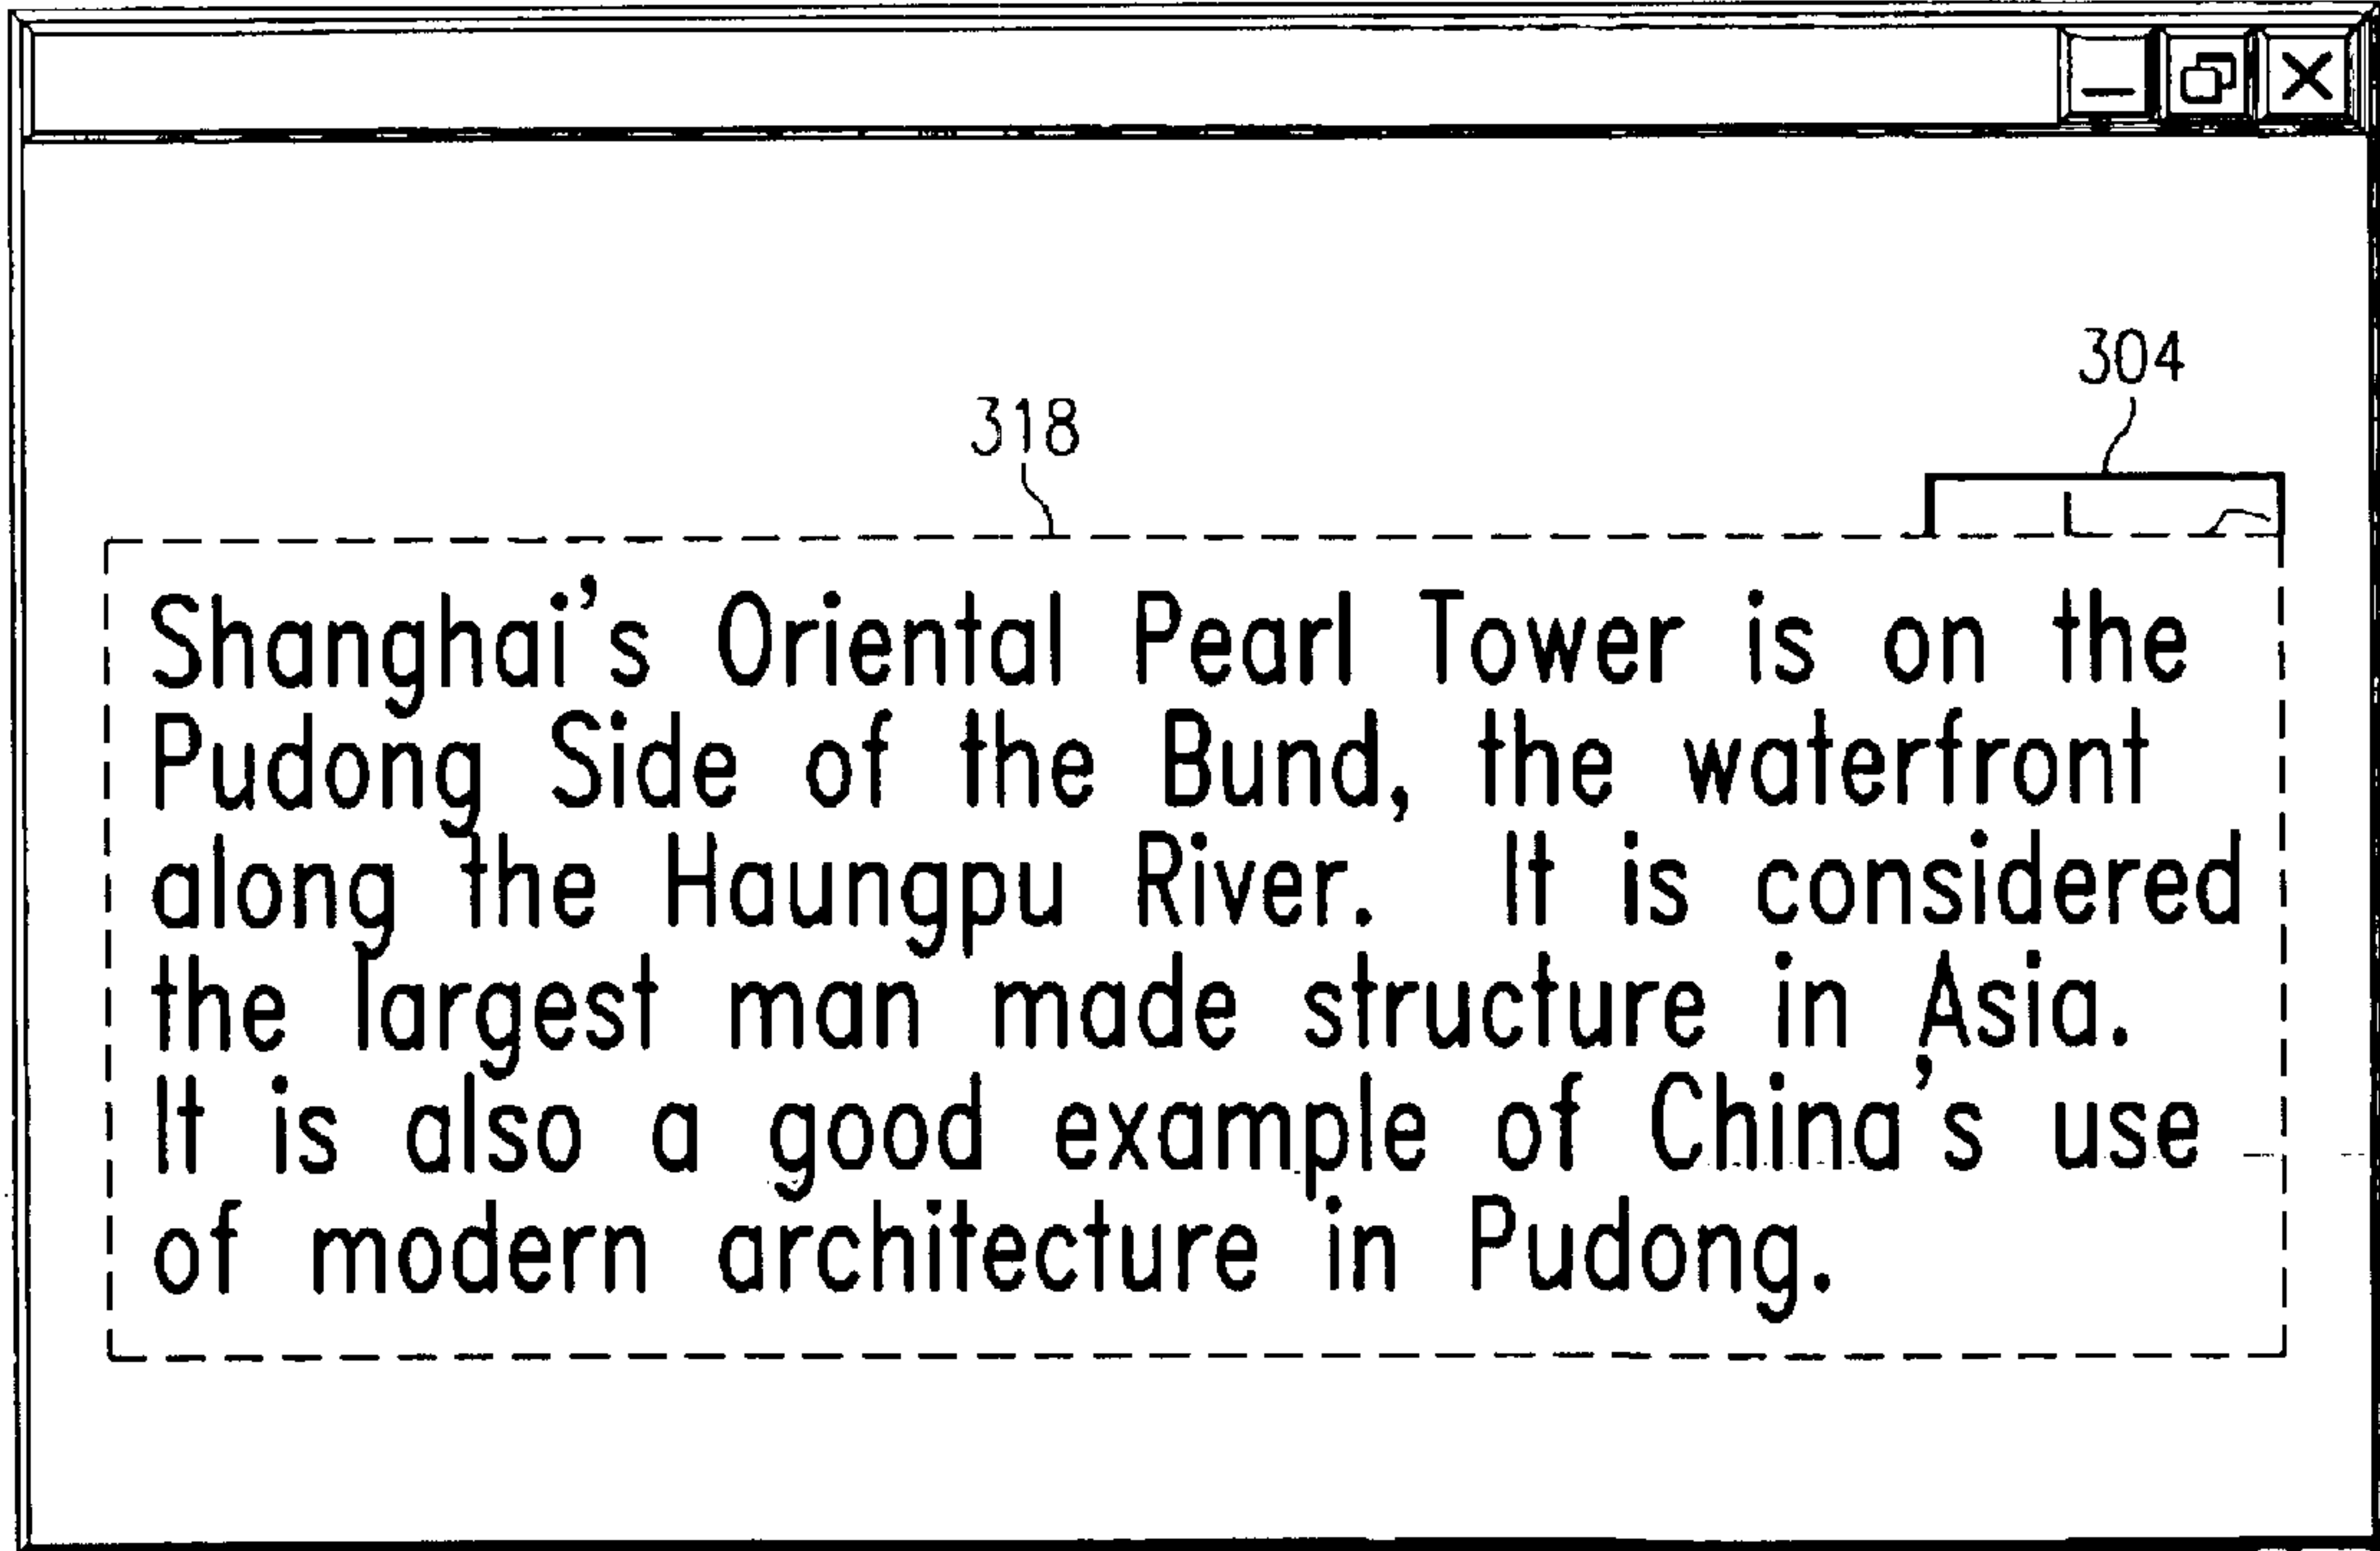 304
318
Shanghai's Oriental Pearl Tower is on the
Pudong Side of the Bund, the waterfront
along the Haungpu River. It is considered
the largest man made structure in Asia.
It is also a good example of China's use
of modern architecture in Pudong.